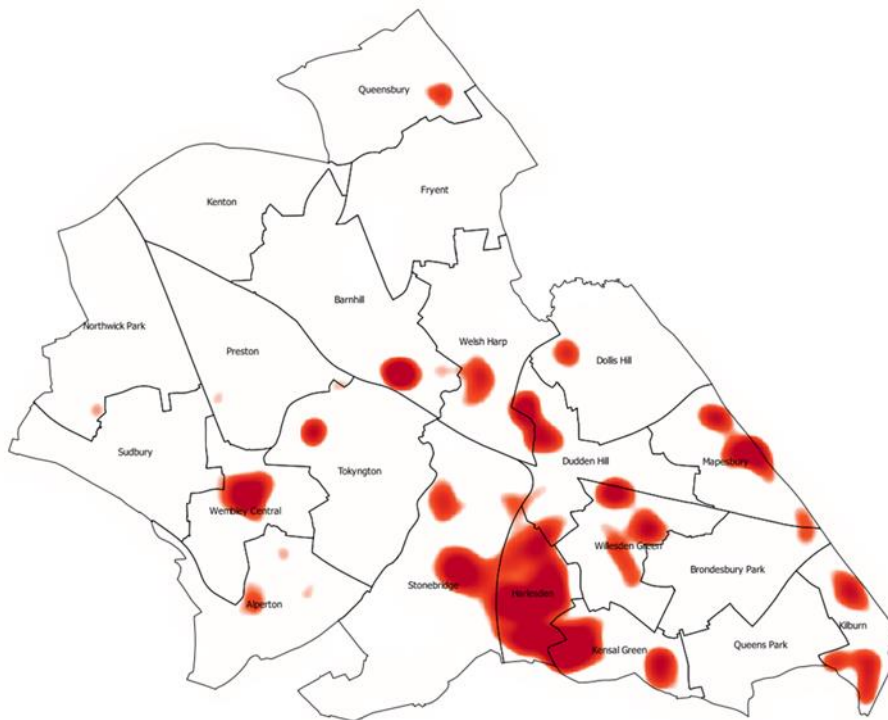 Queensbury
Fryent
Kenton
Barnhill
Northwick Park
Preston
Welsh Harp
Dollis Hill
Sudbury
Tokyngton
Dudden Hill
Mapesbury
Wembley Central
Willesden Green
Brondesbury Park
Stonebridge
Harlesden
Alperton
Kilburn
Queens Park
Kensal Green